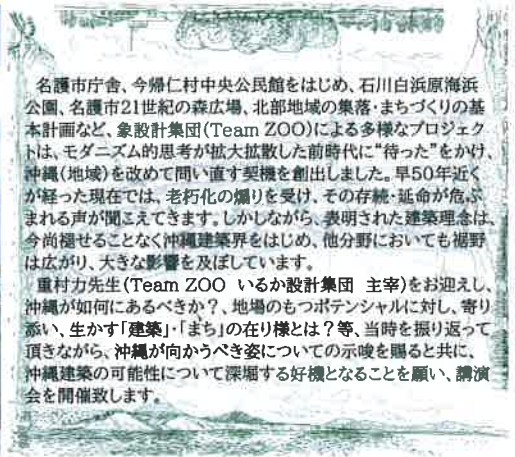 名護市庁舎、今帰仁村中央公民館をはじめ、石川白浜原海浜
公園、名護市21世紀の森広場、北部地域の集落・まちづくりの基
本計画など、象設計集団(Team ZOO)による多様なプロジェク
トは、モダニズム的思考が拡大拡散した前時代に“待った”をかけ、
沖縄(地域)を改めて問い直す契機を創出しました。早50年近く
が経った現在では、老朽化の煽りを受け、その存続・延命が危ぶ
まれる声が聞こえてきます。しかしながら、表明された建築理念は、
今尚褪せることなく沖縄建築界をはじめ、他分野においても裾野
は広がり、大きな影響を及ぼしています。
重村力先生(Team ZOO いるか設計集団 主宰)をお迎えし、
沖縄が如何にあるべきか？、地場のもつポテンシャルに対し、寄り
添い、生かす「建築」・「まち」の在り様とは？等、当時を振り返って
頂きながら、沖縄が向かうべき姿についての示唆を賜ると共に、
沖縄建築の可能性について深堀する好機となることを願い、講演
会を開催致します。